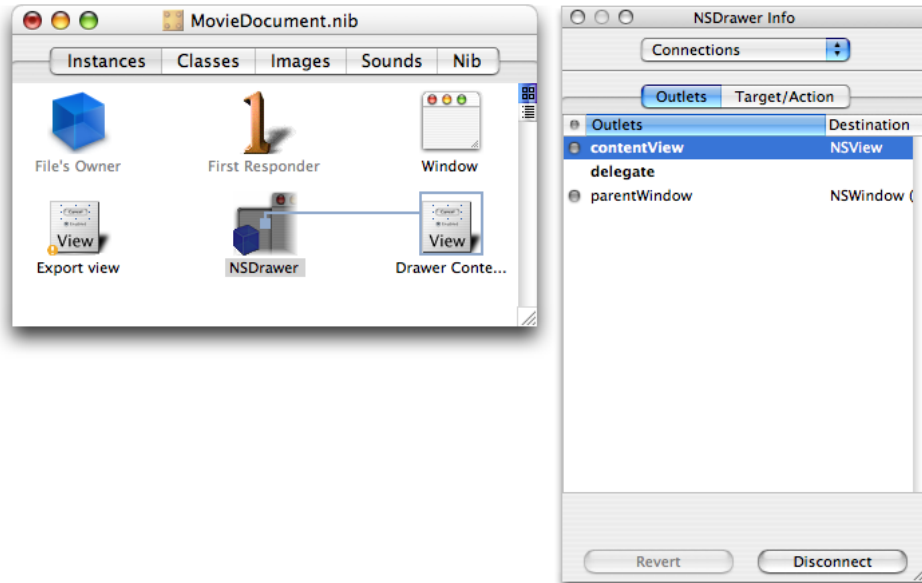 MovieDocument.nib
Instances Classes Images Sounds Nib
File's Owner First Responder Window
View
Export view NSDrawer Drawer Conte...
View
NSDrawer Info
Connections
Outlets Target/Action
Outlets Destination
contentView NSView
delegate
parentWindow NSWindow (
Revert Disconnect